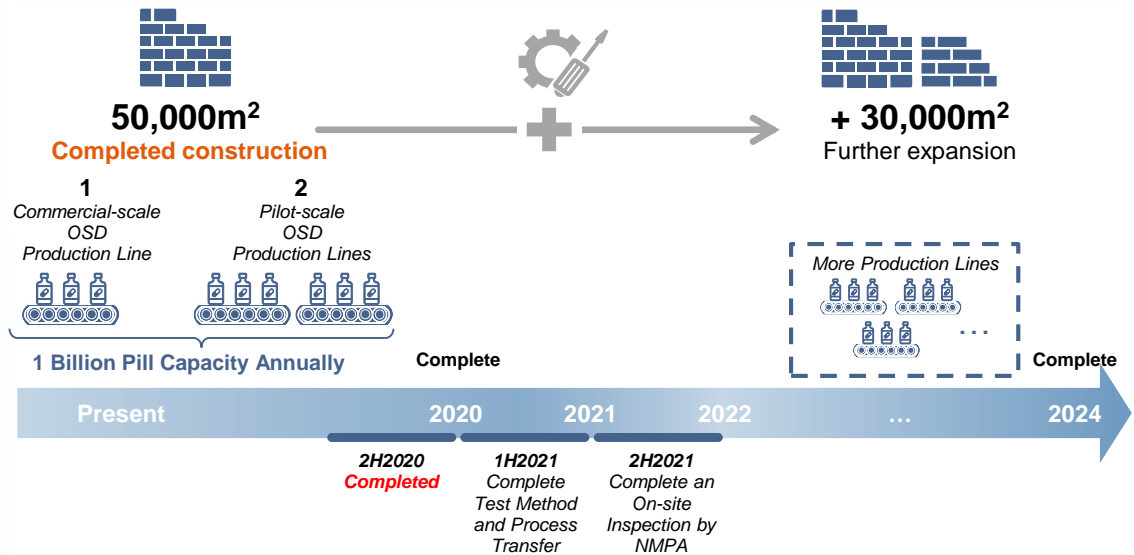 50,000m²
Completed construction
+ 30,000m²
Further expansion
1
Commercial-scale
OSD
Production Line
2
Pilot-scale
OSD
Production Lines
More Production Lines
...
1 Billion Pill Capacity Annually
Complete
Complete
Present
2020
2021
2022
...
2024
2H2020
Completed
1H2021
Complete
Test Method
and Process
Transfer
2H2021
Complete an
On-site
Inspection by
NMPA